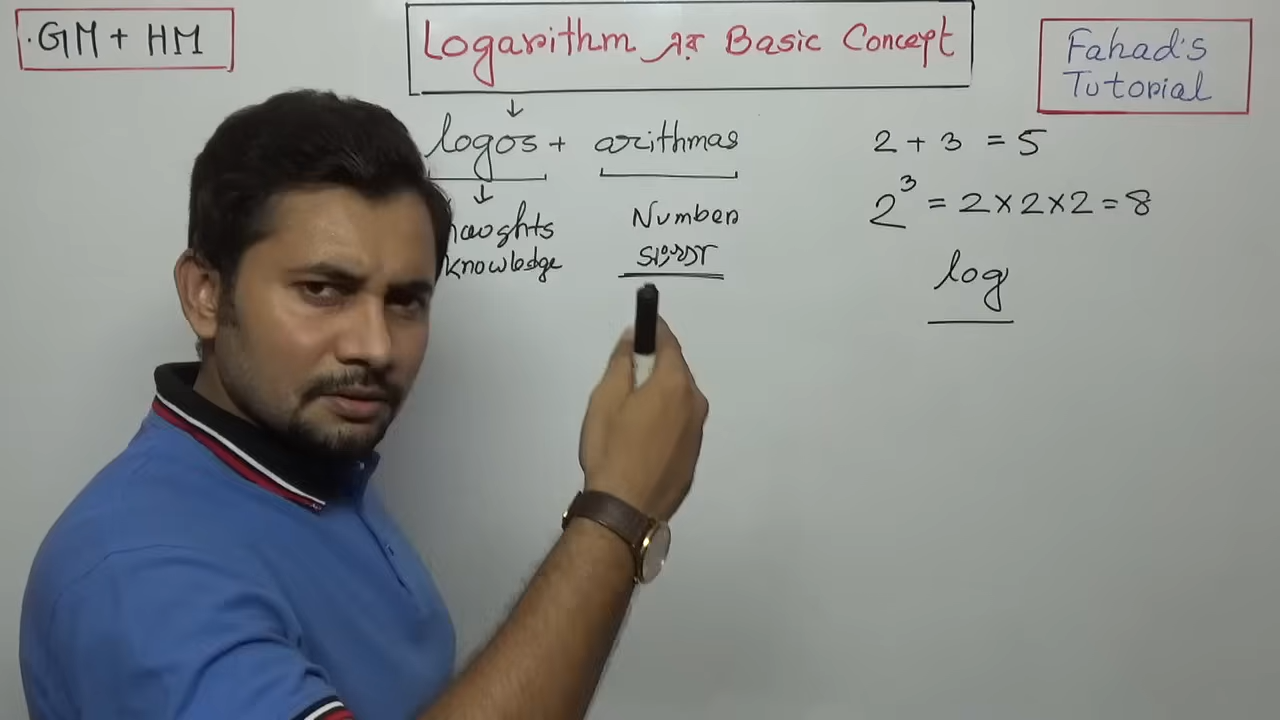 ·GM + HM
Logarithm এর Basic Concept
Fahad's
Tutorial
↓
logos + arithmas
↓
Number
knowledge
2 + 3 = 5
2³ = 2×2×2 = 8
log